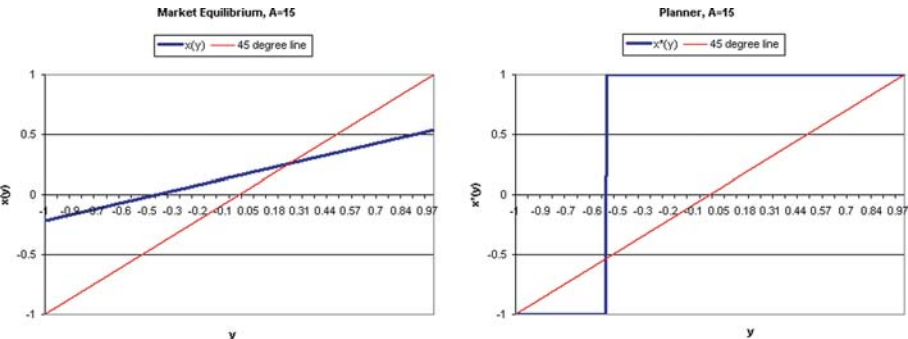 Market Equilibrium, A=15
x(y) 45 degree line
1
0.5
0
-0.5
-1
x(y)
-1 -0.9 -0.7 -0.6 -0.5 -0.3 -0.2 -0.1 0.05 0.18 0.31 0.44 0.57 0.7 0.84 0.97
y
Planner, A=15
x*(y) 45 degree line
1
0.5
0
-0.5
-1
x*(y)
-1 -0.9 -0.7 -0.6 -0.5 -0.3 -0.2 -0.1 0.05 0.18 0.31 0.44 0.57 0.7 0.84 0.97
y